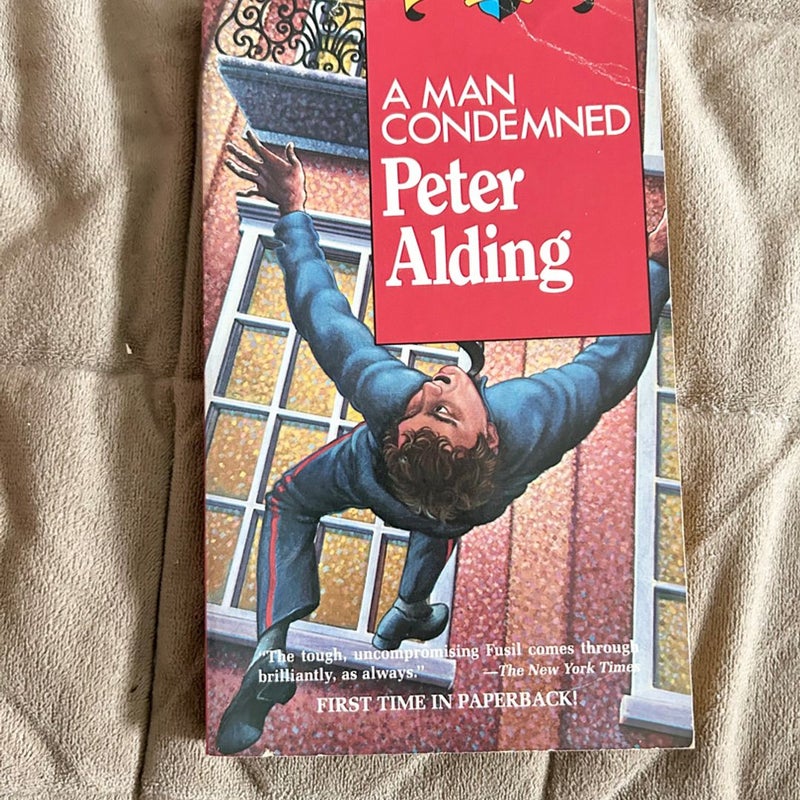 A MAN
CONDEMNED
Peter
Alding
"The tough, uncompromising Fusil comes through
brilliantly, as always." —The New York Times
FIRST TIME IN PAPERBACK!